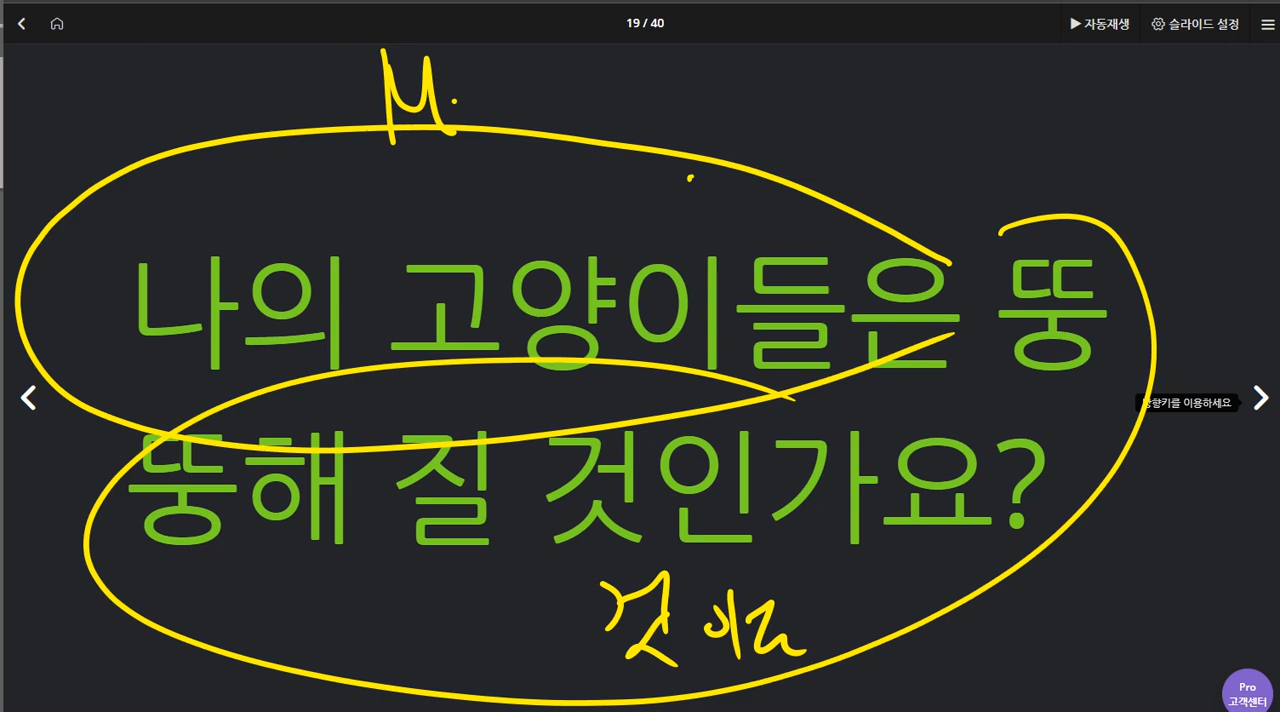 19 / 40
자동재생
슬라이드 설정
나의 고양이들은 뚱
뚱해 질 것인가요?
방향키를 이용하세요
Pro
고객센터